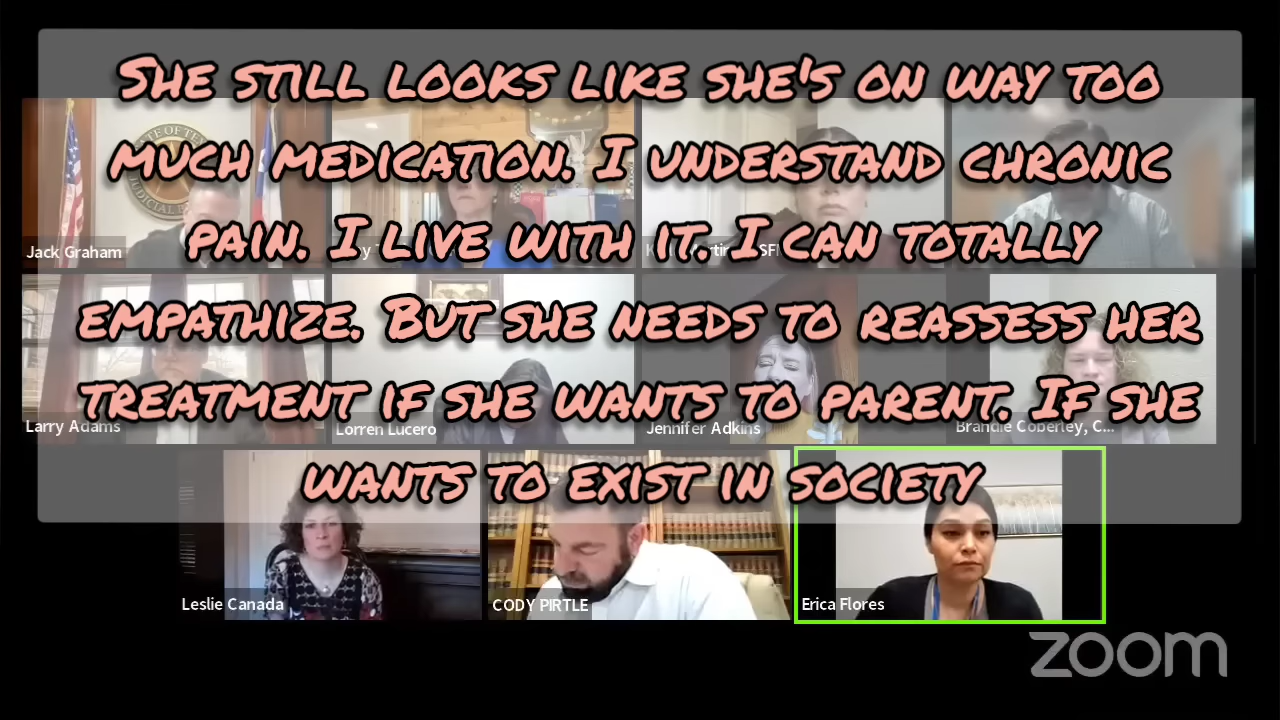 She still looks like she's on way too
much medication. I understand chronic
pain. I live with it. I can totally
empathize. But she needs to reassess her
treatment if she wants to parent. If she
wants to exist in society
Jack Graham
Larry Adams
Lorren Lucero
Jennifer Adkins
Brandie Coberley, C...
Leslie Canada
CODY PIRTLE
Erica Flores
zoom